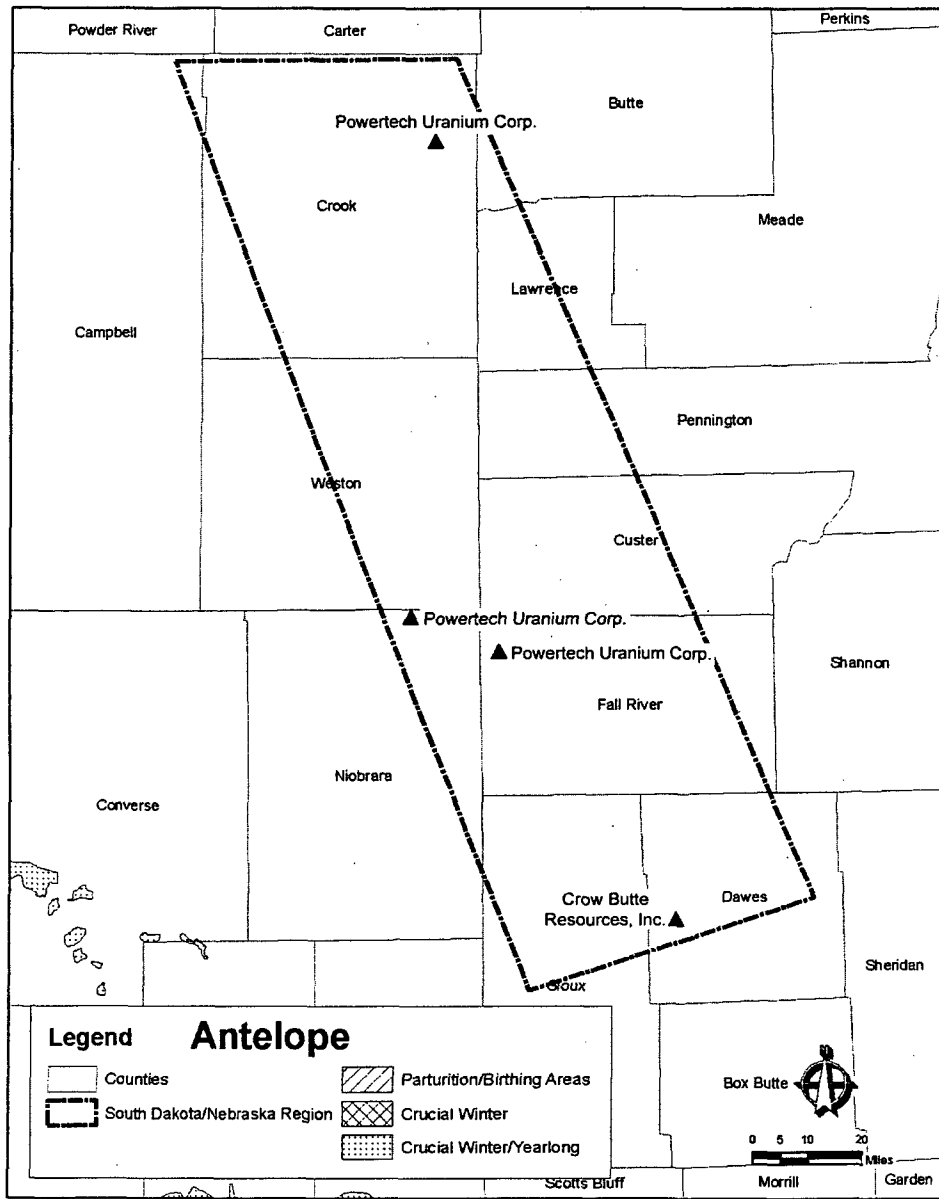 Powder River
Carter
Perkins
Butte
Powertech Uranium Corp.
Crook
Meade
Lawrence
Campbell
Pennington
Weston
Custer
Powertech Uranium Corp.
Powertech Uranium Corp.
Shannon
Fall River
Niobrara
Converse
Crow Butte
Resources, Inc.
Dawes
Sheridan
Sioux
Legend
Antelope
Counties
South Dakota/Nebraska Region
Parturition/Birthing Areas
Crucial Winter
Crucial Winter/Yearlong
Box Butte
N
0 5 10 20
Miles
Scotts Bluff
Morrill
Garden